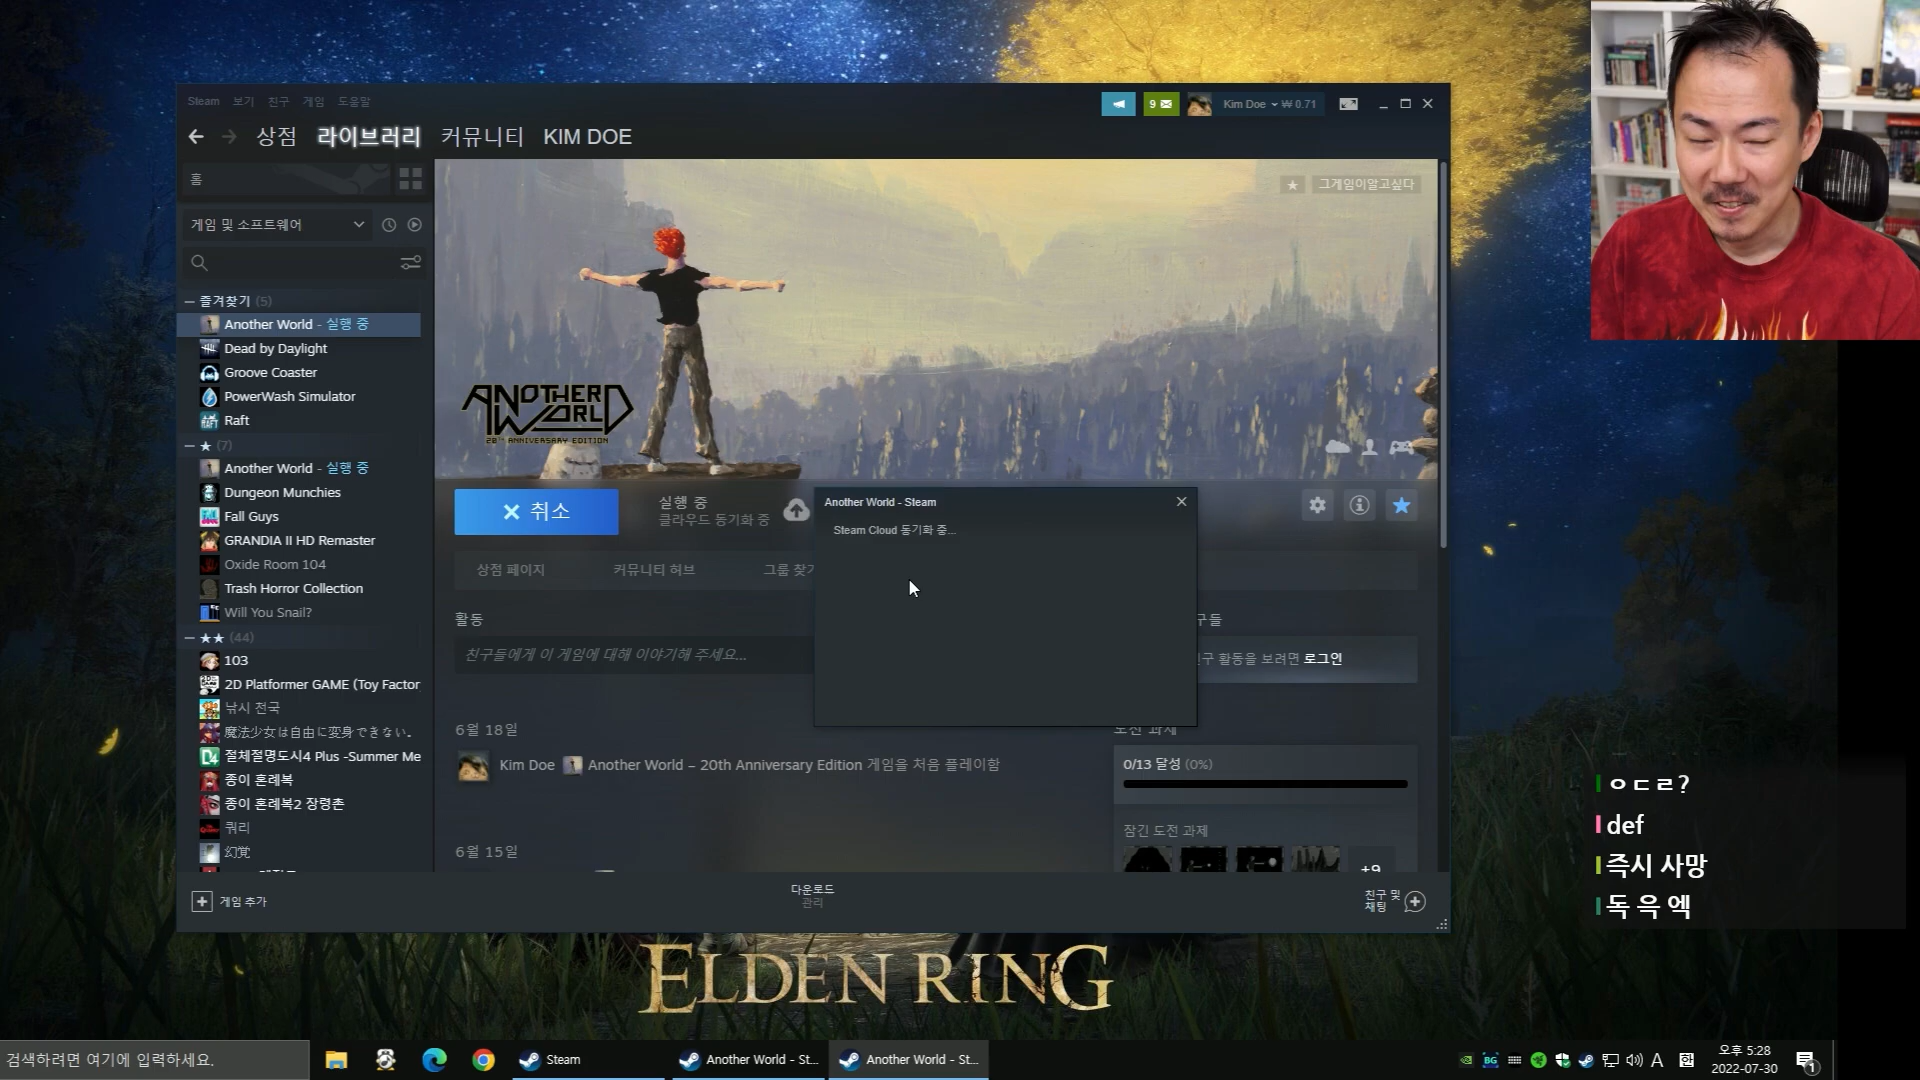 Steam 보기 친구 게임 도움말
9
Kim Doe ₩ 0.71
상점 라이브러리 커뮤니티 KIM DOE
홈
그게임이알고싶다
게임 및 소프트웨어
즐겨찾기 (5)
Another World - 실행 중
Dead by Daylight
Groove Coaster
PowerWash Simulator
Raft
★ (7)
Another World - 실행 중
Dungeon Munchies
Fall Guys
GRANDIA II HD Remaster
Oxide Room 104
Trash Horror Collection
Will You Snail?
★★ (44)
103
2D Platformer GAME (Toy Factor
낚시 천국
魔法少女は自由に変身できない。
절체절명도시4 Plus -Summer Me
종이 혼례복
종이 혼례복2 장령촌
쿼리
幻覚
ANOTHER WORLD
20TH ANNIVERSARY EDITION
취소
실행 중
클라우드 동기화 중
Another World - Steam
Steam Cloud 동기화 중...
상점 페이지
커뮤니티 허브
그룹 찾기
활동
친구들에게 이 게임에 대해 이야기해 주세요...
구들
구 활동을 보려면 로그인
6월 18일
Kim Doe Another World – 20th Anniversary Edition 게임을 처음 플레이함
도전 과제
0/13 달성 (0%)
잠긴 도전 과제
+9
6월 15일
게임 추가
다운로드
관리
친구 및
채팅
ㅇㄷㄹ?
def
즉시 사망
독 윽 엑
ELDEN RING
검색하려면 여기에 입력하세요.
Steam
Another World - St...
Another World - St...
BG
A
한
오후 5:28
2022-07-30
1